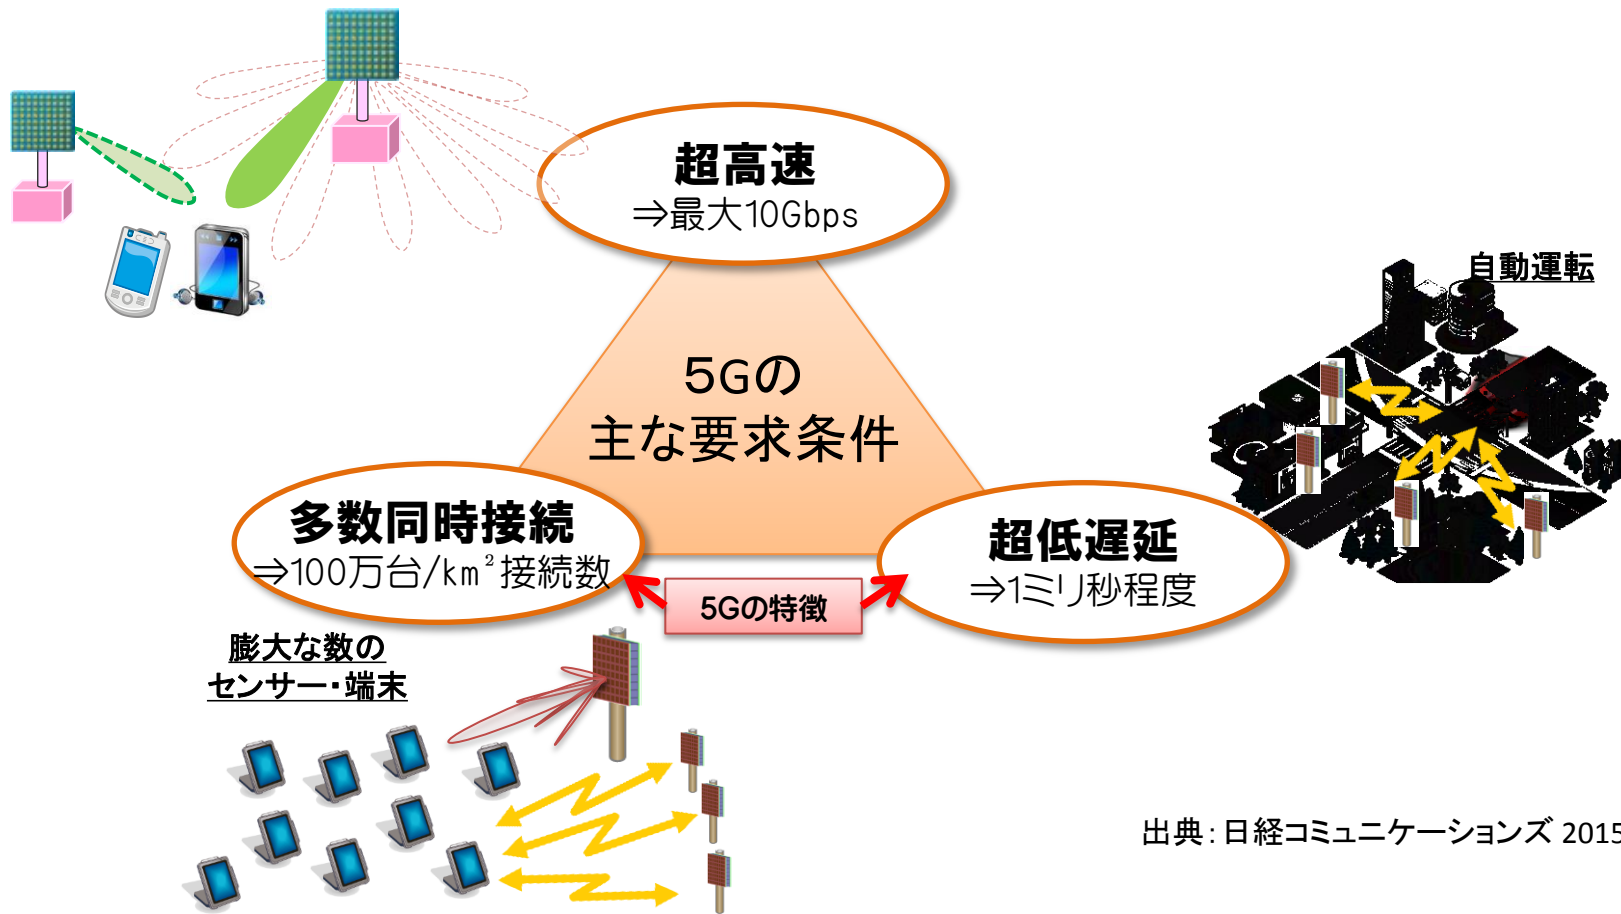 超高速
⇒最大10Gbps
自動運転
5Gの
主な要求条件
多数同時接続
⇒100万台/km²接続数
超低遅延
⇒1ミリ秒程度
5Gの特徴
膨大な数の
センサー・端末
出典：日経コミュニケーションズ 2015